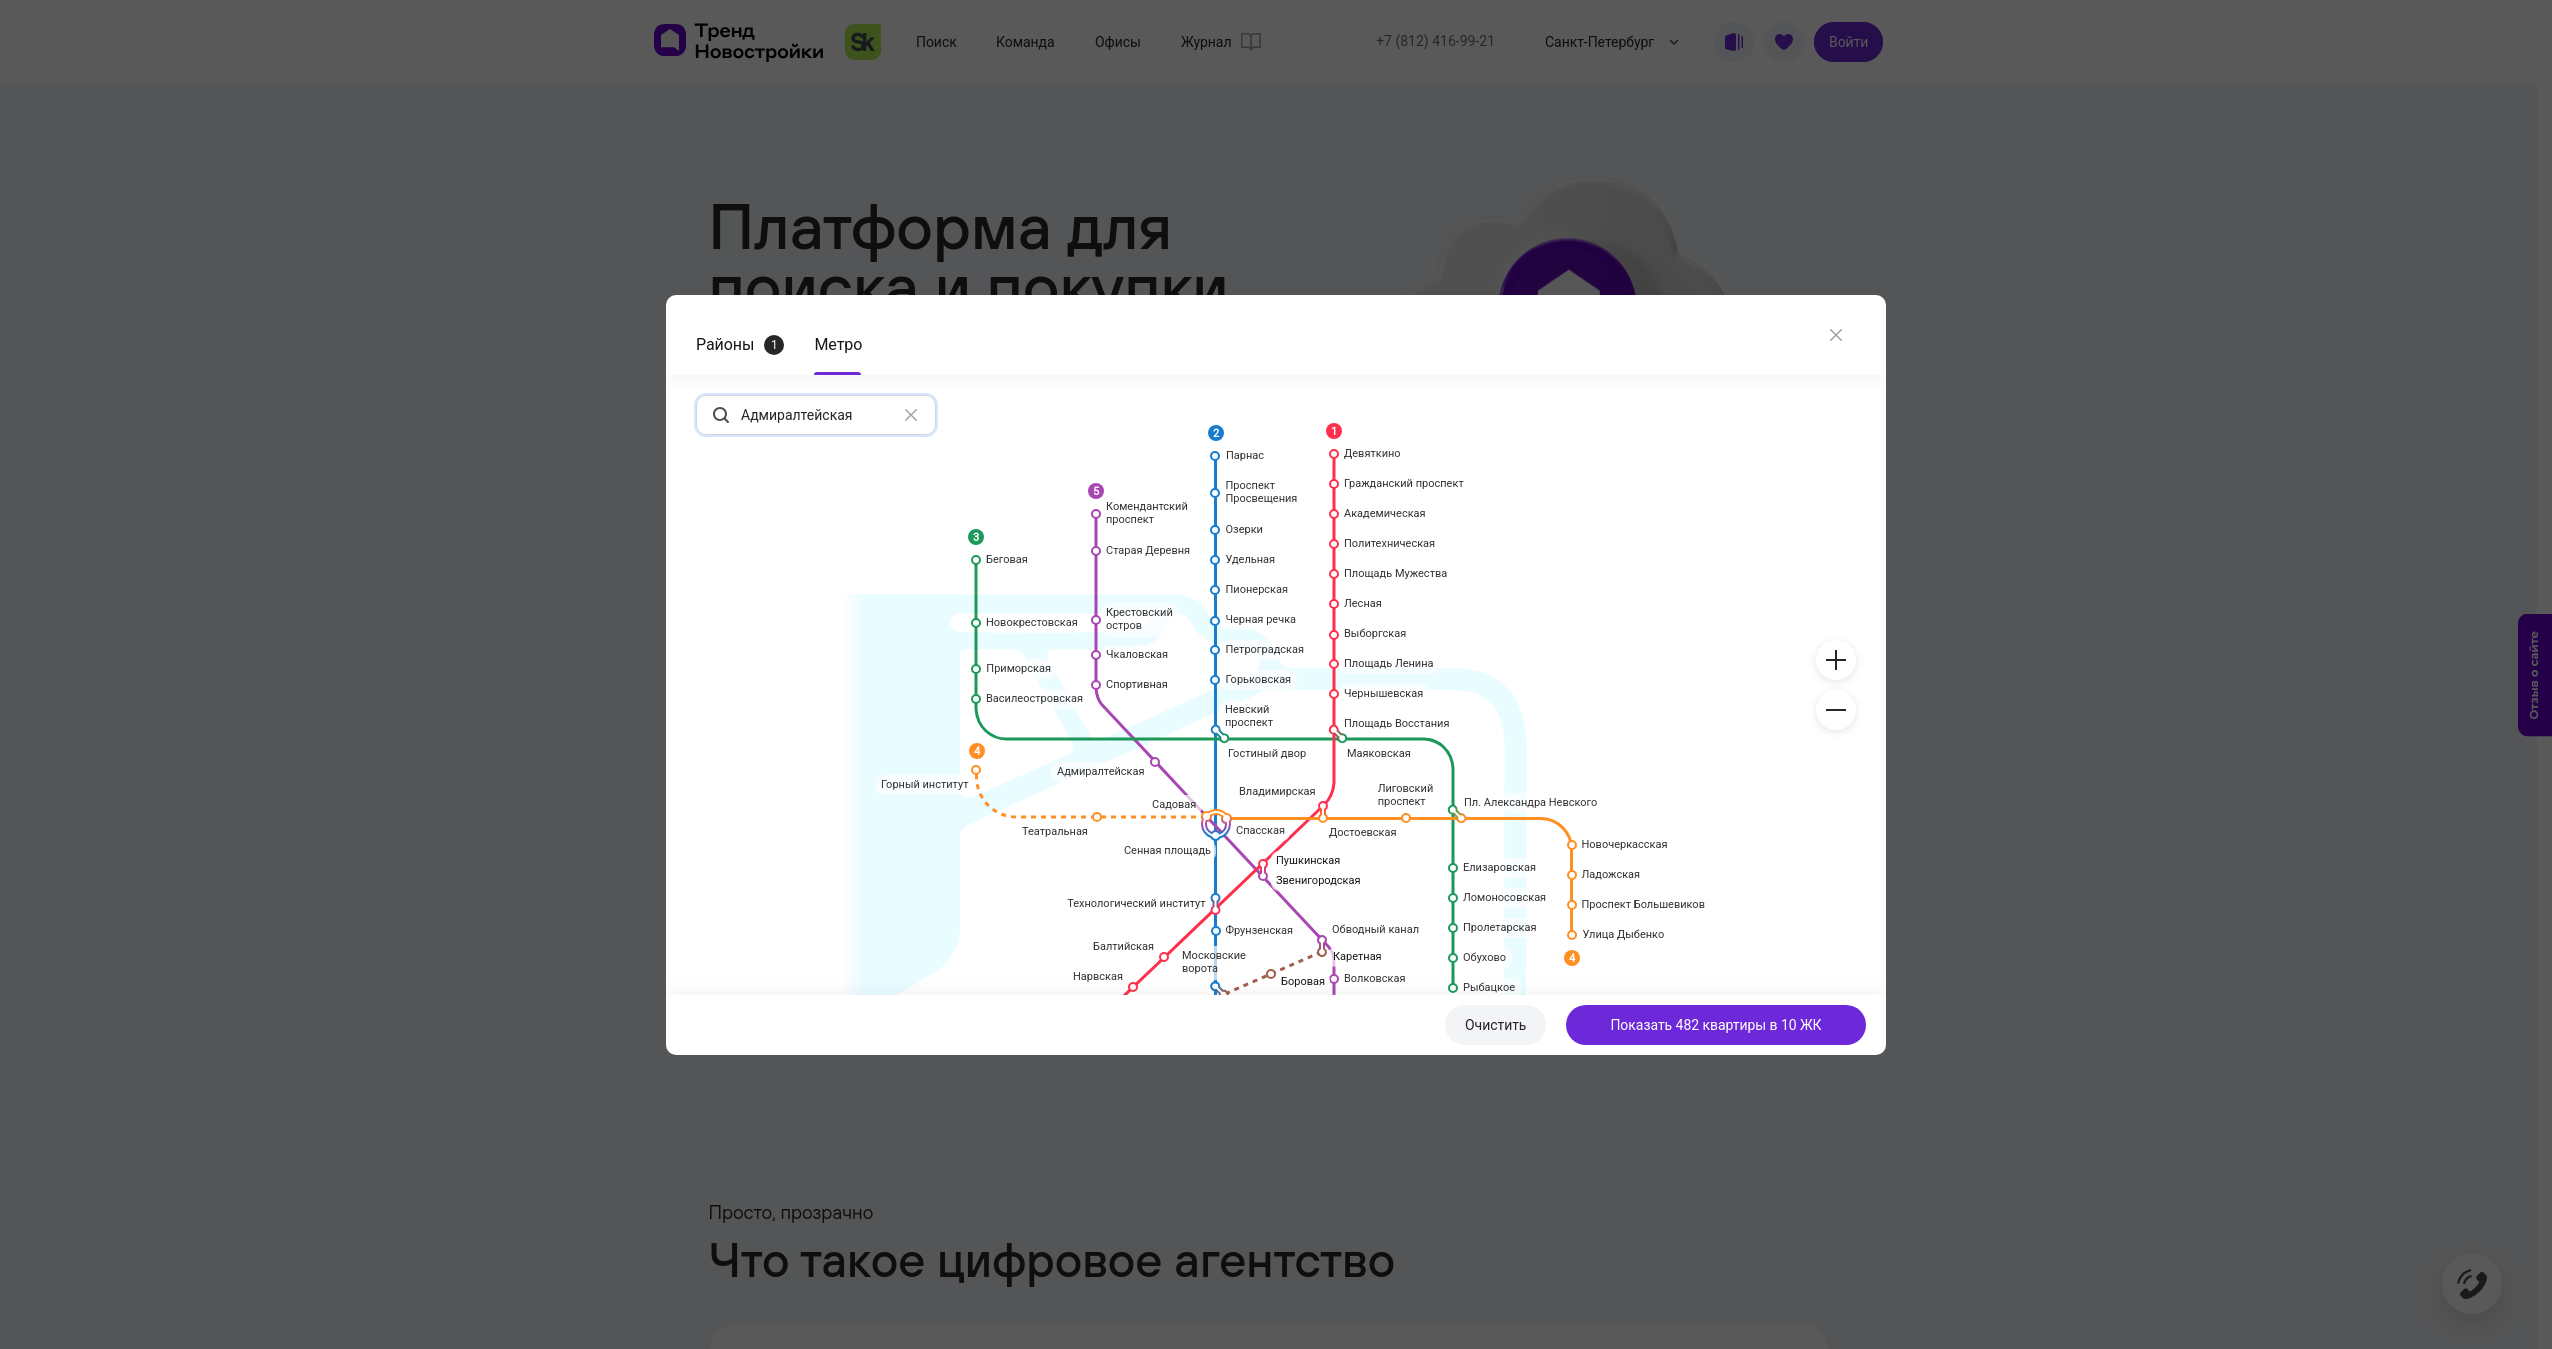 Тренд
Новостройки
Sk
Поиск
Команда
Офисы
Журнал
+7 (812) 416-99-21
Санкт-Петербург
Войти
Платформа для
поиска и покупки
Районы 1
Метро
Адмиралтейская
2
1
Парнас
Девяткино
Проспект
Просвещения
Гражданский проспект
5
Комендантский
проспект
Академическая
3
Озерки
Политехническая
Беговая
Старая Деревня
Удельная
Площадь Мужества
Пионерская
Лесная
Новокрестовская
Крестовский
остров
Черная речка
Выборгская
Приморская
Чкаловская
Петроградская
Площадь Ленина
Василеостровская
Спортивная
Горьковская
Чернышевская
Невский
проспект
Площадь Восстания
4
Гостиный двор
Маяковская
Горный институт
Адмиралтейская
Владимирская
Лиговский
проспект
Пл. Александра Невского
Садовая
Театральная
Спасская
Достоевская
Сенная площадь
Новочеркасская
Пушкинская
Звенигородская
Елизаровская
Ладожская
Технологический институт
Ломоносовская
Проспект Большевиков
Фрунзенская
Обводный канал
Пролетарская
Улица Дыбенко
Балтийская
Московские
ворота
Каретная
Обухово
4
Нарвская
Боровая
Волковская
Рыбацкое
Очистить
Показать 482 квартиры в 10 ЖК
Отзыв о сайте
Просто, прозрачно
Что такое цифровое агентство